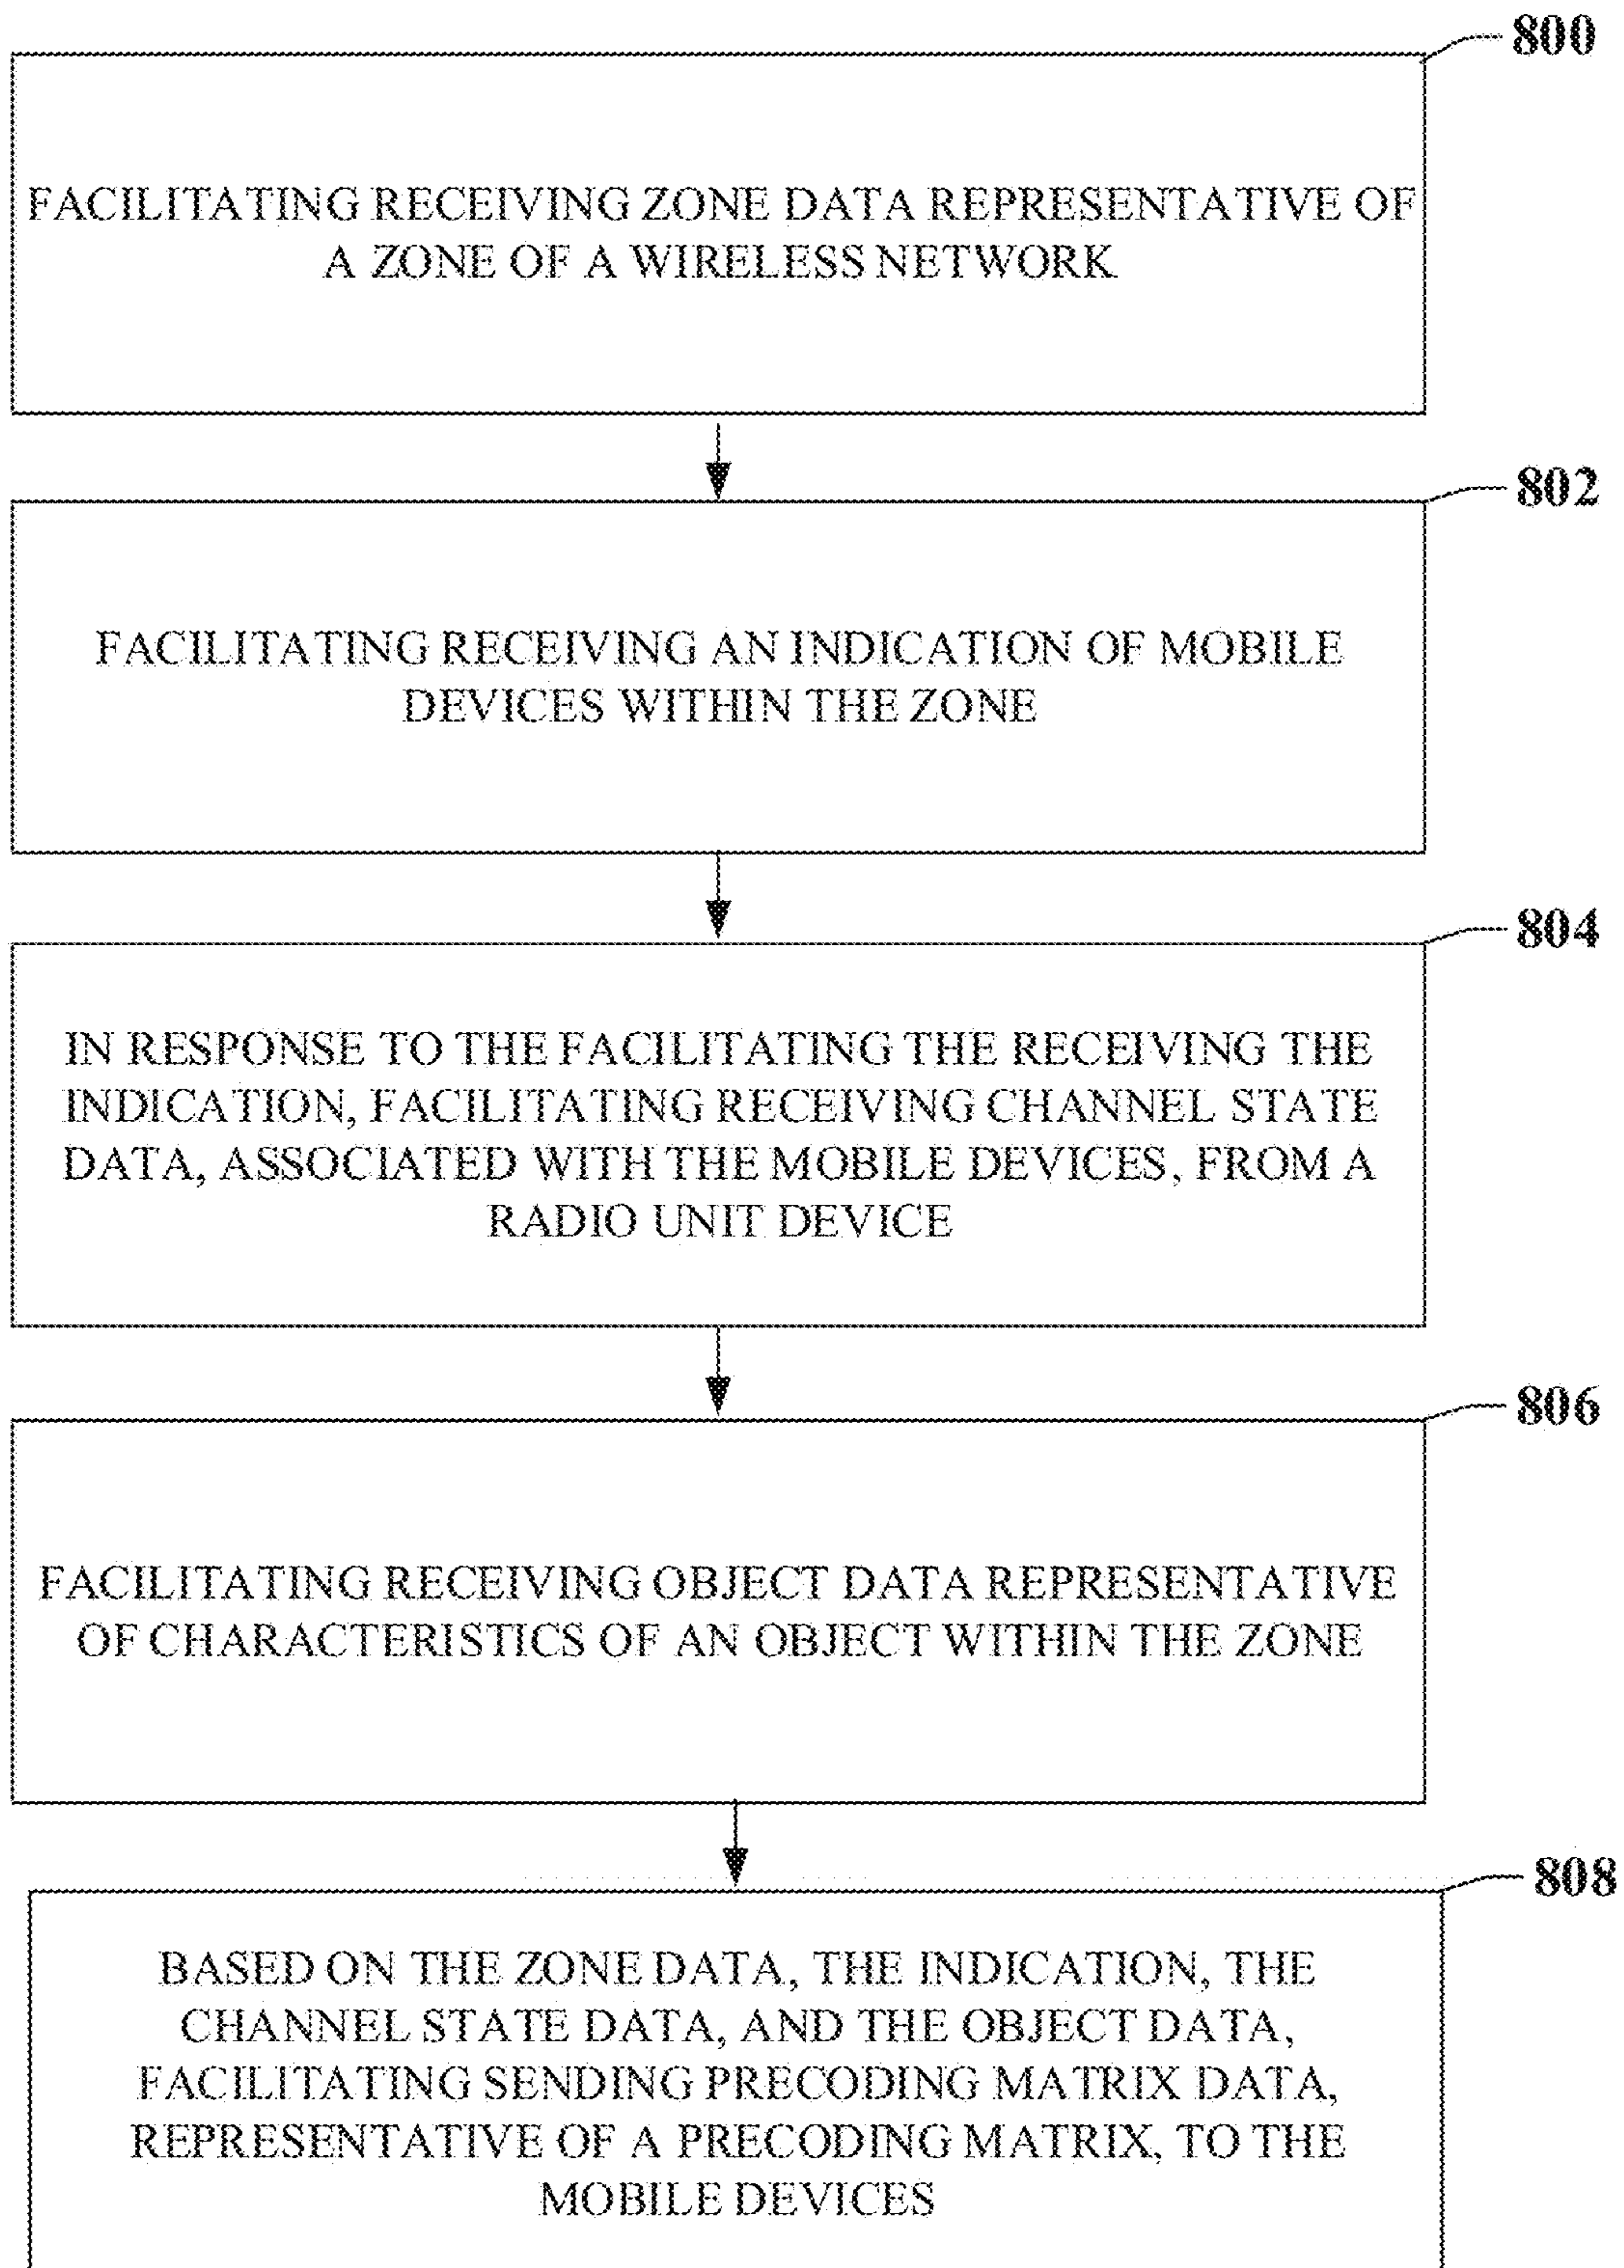 800
FACILITATING RECEIVING ZONE DATA REPRESENTATIVE OF
A ZONE OF A WIRELESS NETWORK
802
FACILITATING RECEIVING AN INDICATION OF MOBILE
DEVICES WITHIN THE ZONE
804
IN RESPONSE TO THE FACILITATING THE RECEIVING THE
INDICATION, FACILITATING RECEIVING CHANNEL STATE
DATA, ASSOCIATED WITH THE MOBILE DEVICES, FROM A
RADIO UNIT DEVICE
806
FACILITATING RECEIVING OBJECT DATA REPRESENTATIVE
OF CHARACTERISTICS OF AN OBJECT WITHIN THE ZONE
808
BASED ON THE ZONE DATA, THE INDICATION, THE
CHANNEL STATE DATA, AND THE OBJECT DATA,
FACILITATING SENDING PRECODING MATRIX DATA,
REPRESENTATIVE OF A PRECODING MATRIX, TO THE
MOBILE DEVICES